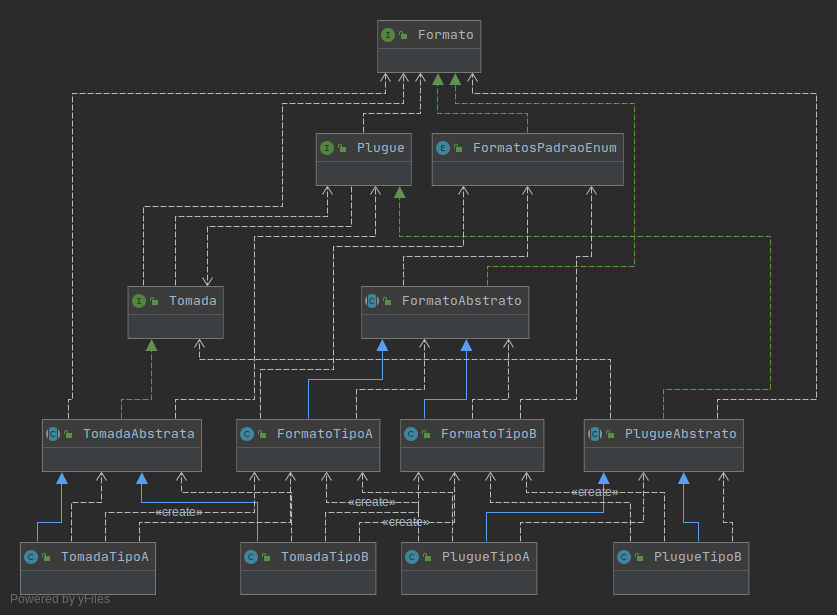 I Formato
I Plugue
E FormatosPadraoEnum
I Tomada
C FormatoAbstrato
C TomadaAbstrata
C FormatoTipoA
C FormatoTipoB
C PlugueAbstrato
«create»
«create»
«create»
«create»
C TomadaTipoA
C TomadaTipoB
C PlugueTipoA
C PlugueTipoB
Powered by yFiles